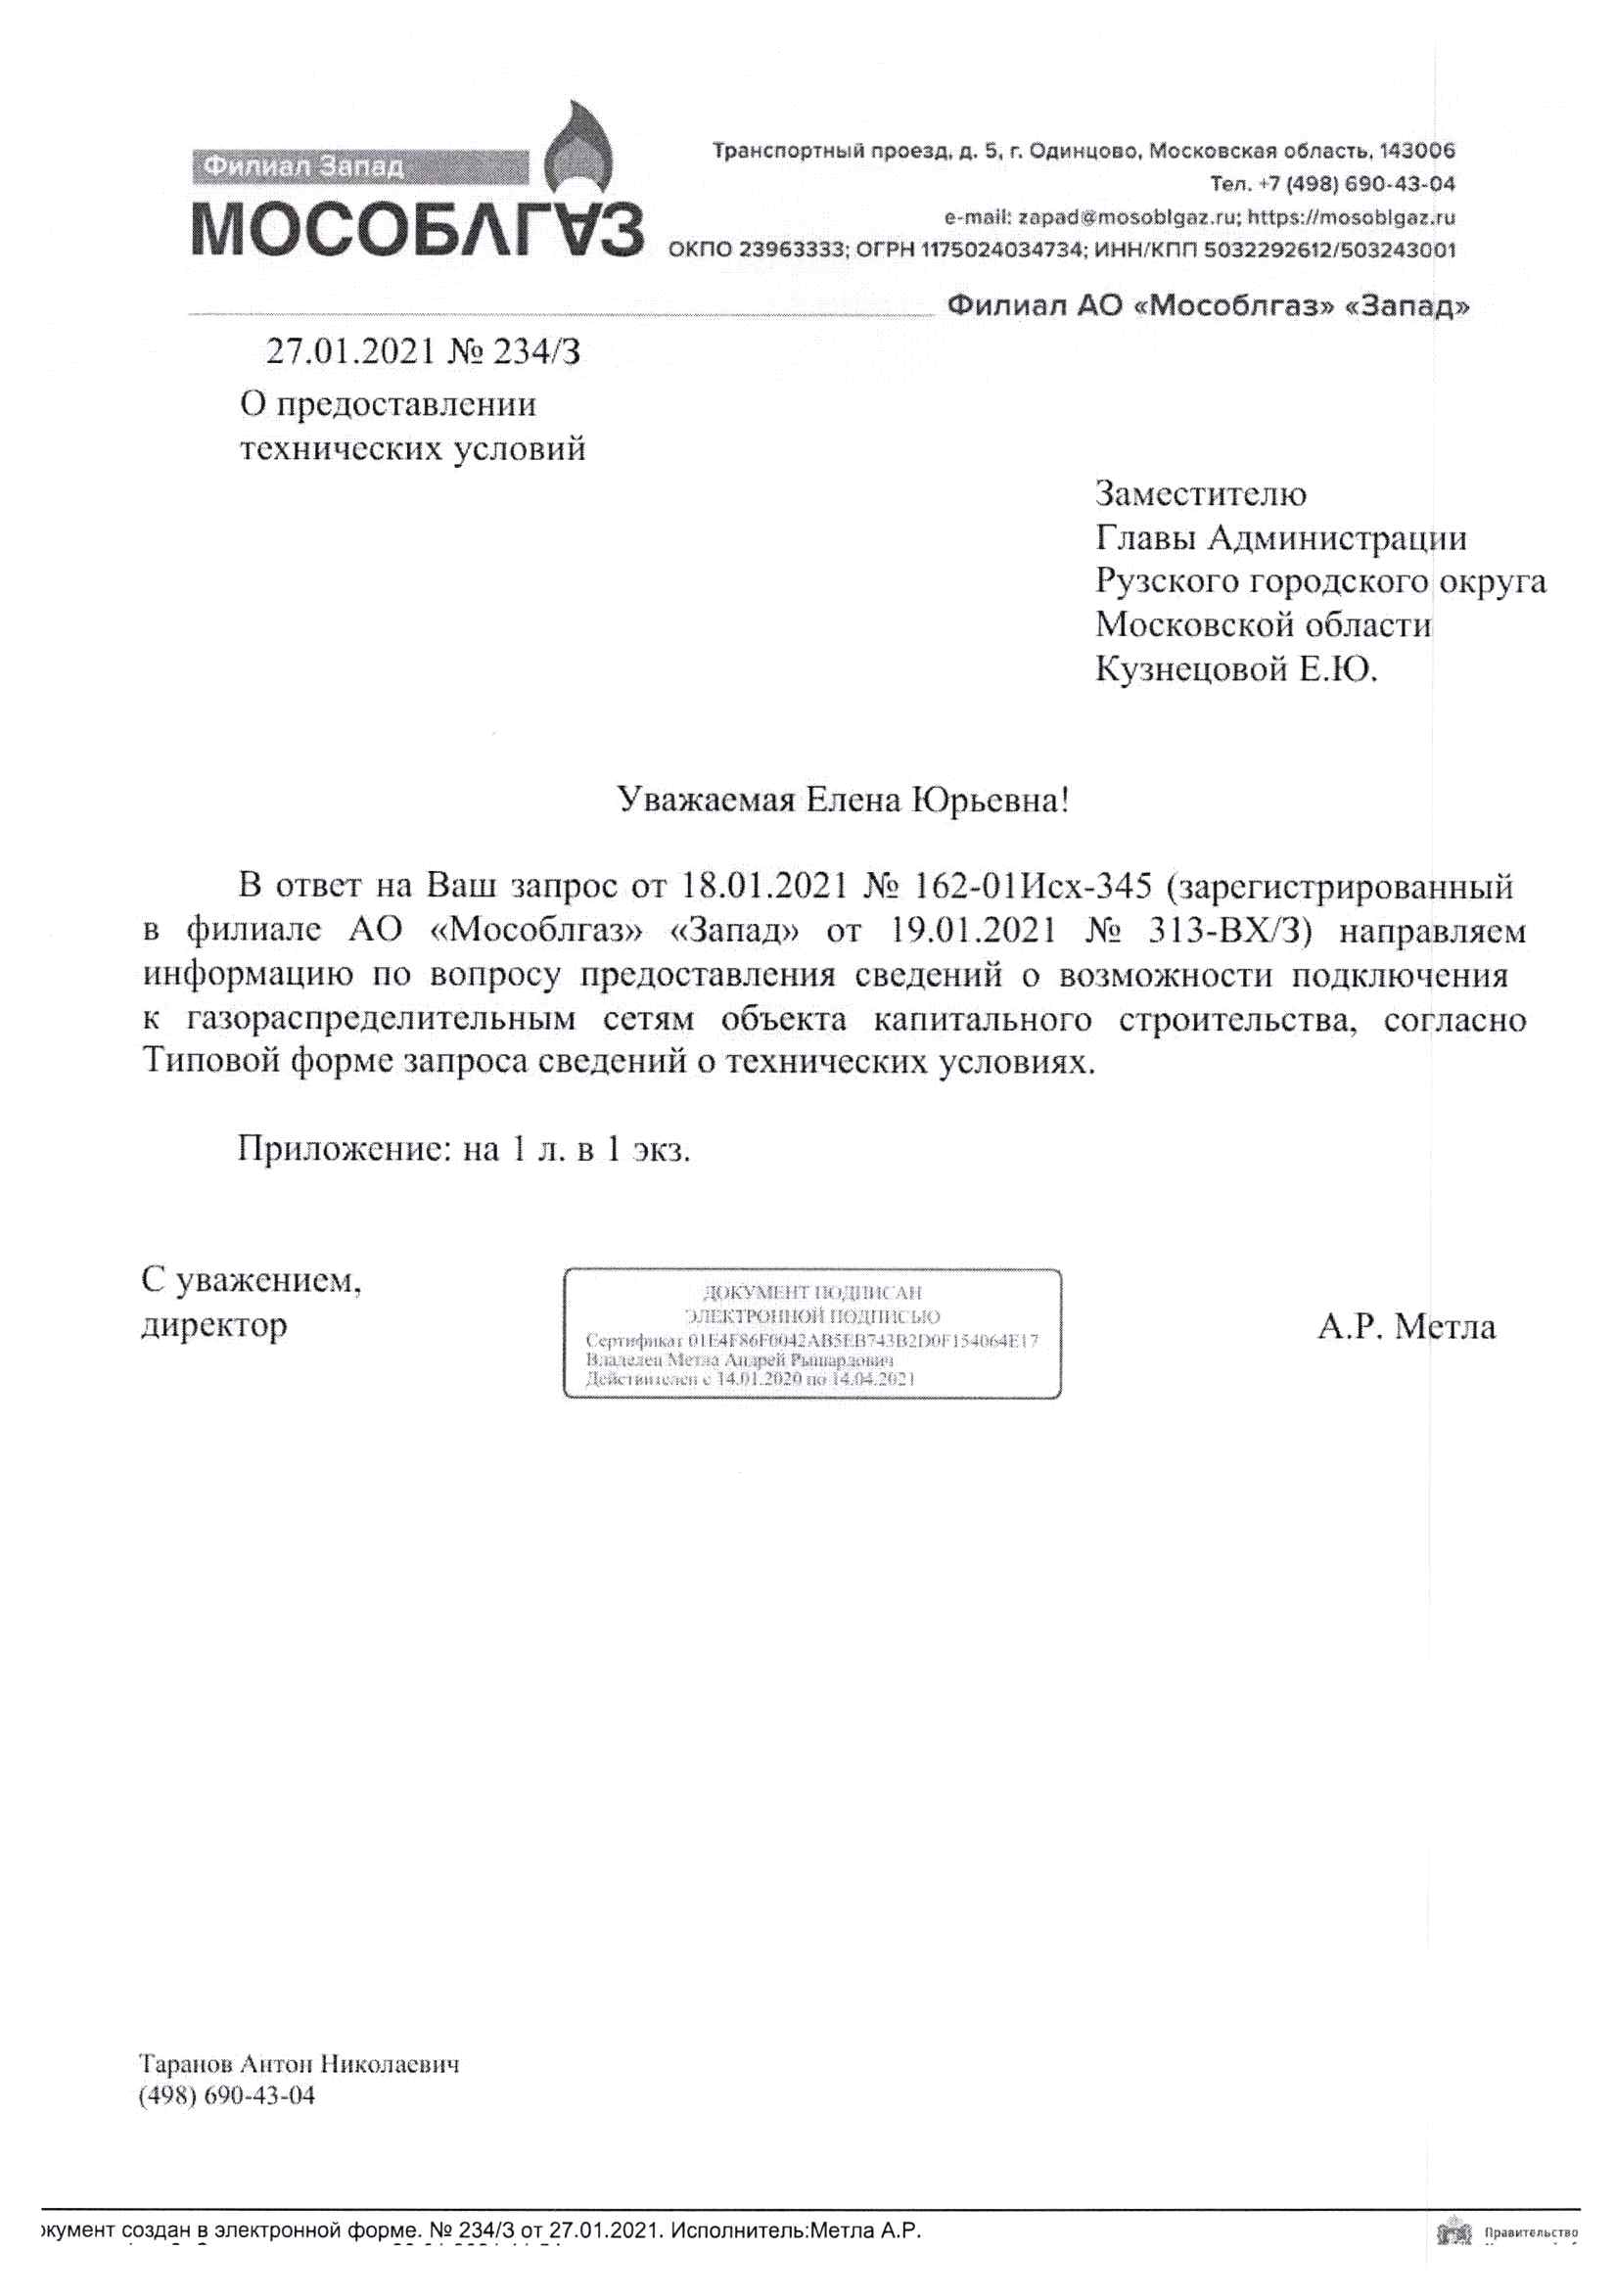 Филиал Запад
МОСОБЛГАЗ
Транспортный проезд, д. 5, г. Одинцово, Московская область, 143006
Тел. +7 (498) 690-43-04
e-mail: zapad@mosoblgaz.ru; https://mosoblgaz.ru
ОКПО 23963333; ОГРН 1175024034734; ИНН/КПП 5032292612/503243001
Филиал АО «Мособлгаз» «Запад»
27.01.2021 № 234/З
О предоставлении
технических условий
Заместителю
Главы Администрации
Рузского городского округа
Московской области
Кузнецовой Е.Ю.
Уважаемая Елена Юрьевна!
В ответ на Ваш запрос от 18.01.2021 № 162-01Исх-345 (зарегистрированный
в филиале АО «Мособлгаз» «Запад» от 19.01.2021 № 313-ВХ/З) направляем
информацию по вопросу предоставления сведений о возможности подключения
к газораспределительным сетям объекта капитального строительства, согласно
Типовой форме запроса сведений о технических условиях.
Приложение: на 1 л. в 1 экз.
С уважением,
директор
ДОКУМЕНТ ПОДПИСАН
ЭЛЕКТРОННОЙ ПОДПИСЬЮ
Сертификат 01E4F86F0042AB5EB743B2D0F154064E17
Владелец Метла Андрей Рышардович
Действителен с 14.01.2020 по 14.04.2021
А.Р. Метла
Таранов Антон Николаевич
(498) 690-43-04
кумент создан в электронной форме. № 234/З от 27.01.2021. Исполнитель:Метла А.Р.
Правительство